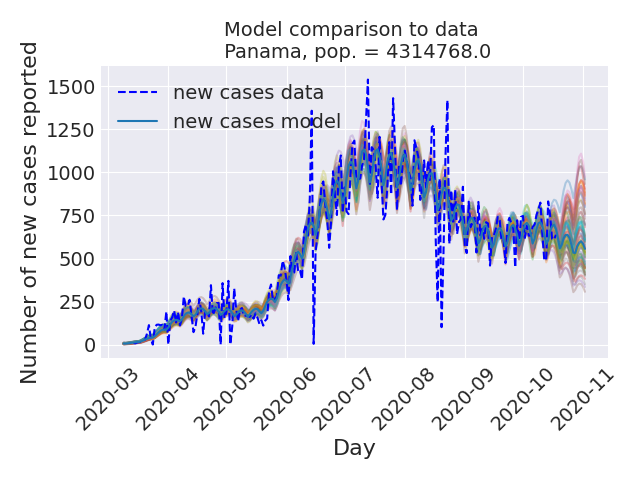 Model comparison to data
Panama, pop. = 4314768.0
Number of new cases reported
1500
1250
1000
750
500
250
0
new cases data
new cases model
2020-03
2020-04
2020-05
2020-06
2020-07
2020-08
2020-09
2020-10
2020-11
Day